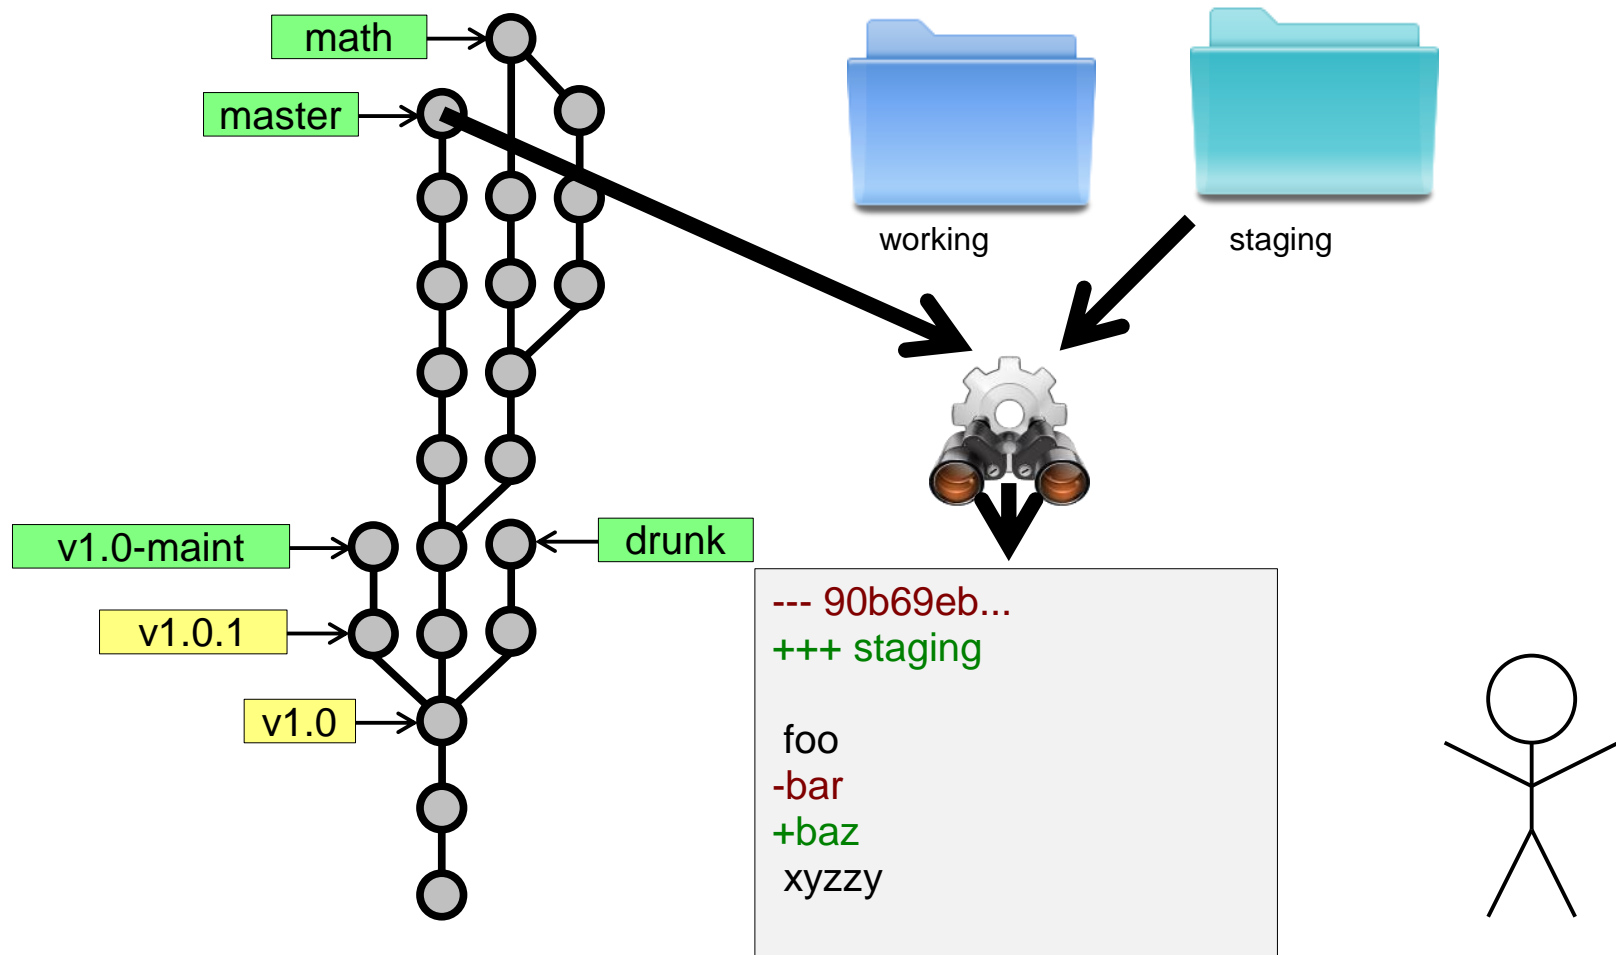 math
master
working
staging
v1.0-maint
drunk
v1.0.1
v1.0
--- 90b69eb...
+++ staging
foo
-bar
+baz
xyzzy